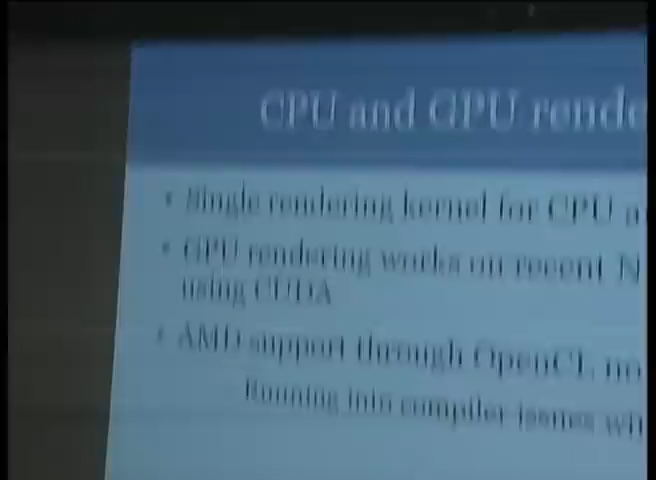 CPU and GPU rende
• Single rendering kernel for CPU a
• GPU rendering works on recent N
using CUDA
• AMD support through OpenCL no
Running into compiler issues wi